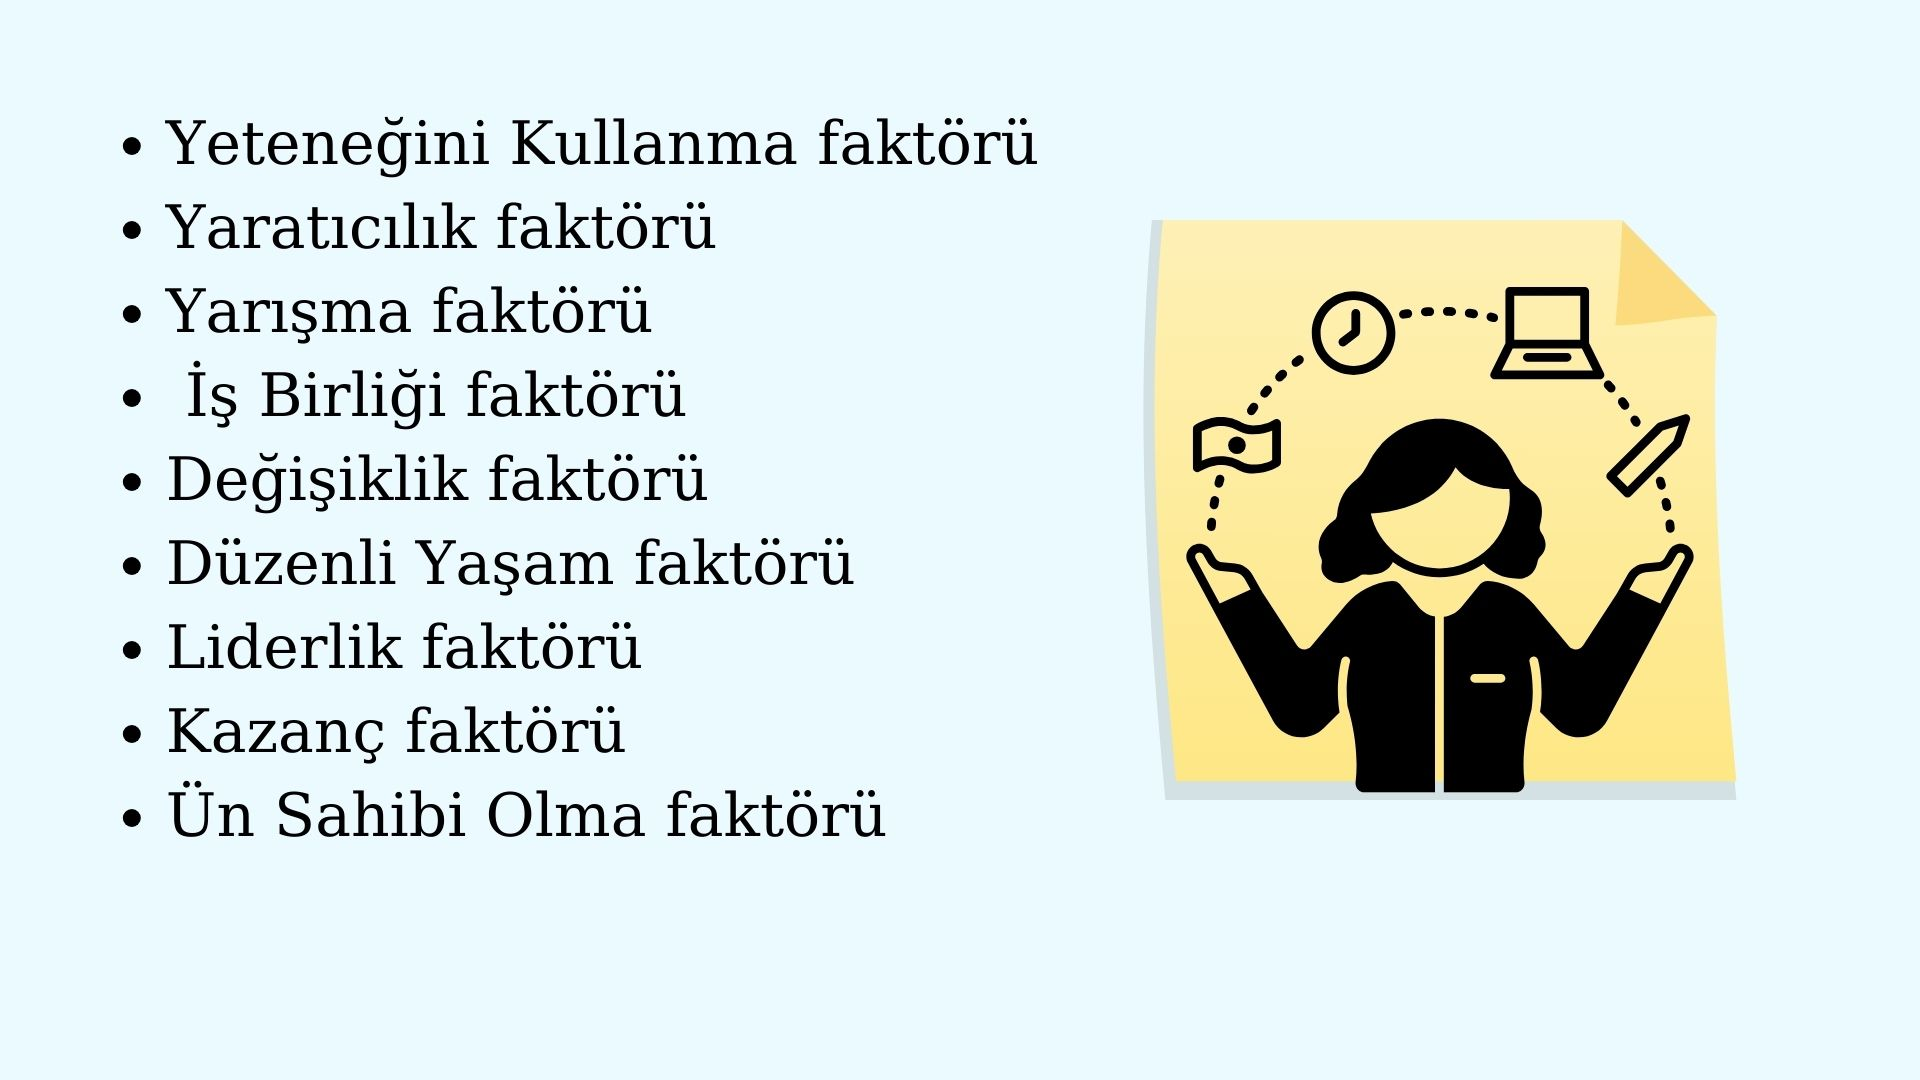 • Yeteneğini Kullanma faktörü
• Yaratıcılık faktörü
• Yarışma faktörü
• İş Birliği faktörü
• Değişiklik faktörü
• Düzenli Yaşam faktörü
• Liderlik faktörü
• Kazanç faktörü
• Ün Sahibi Olma faktörü